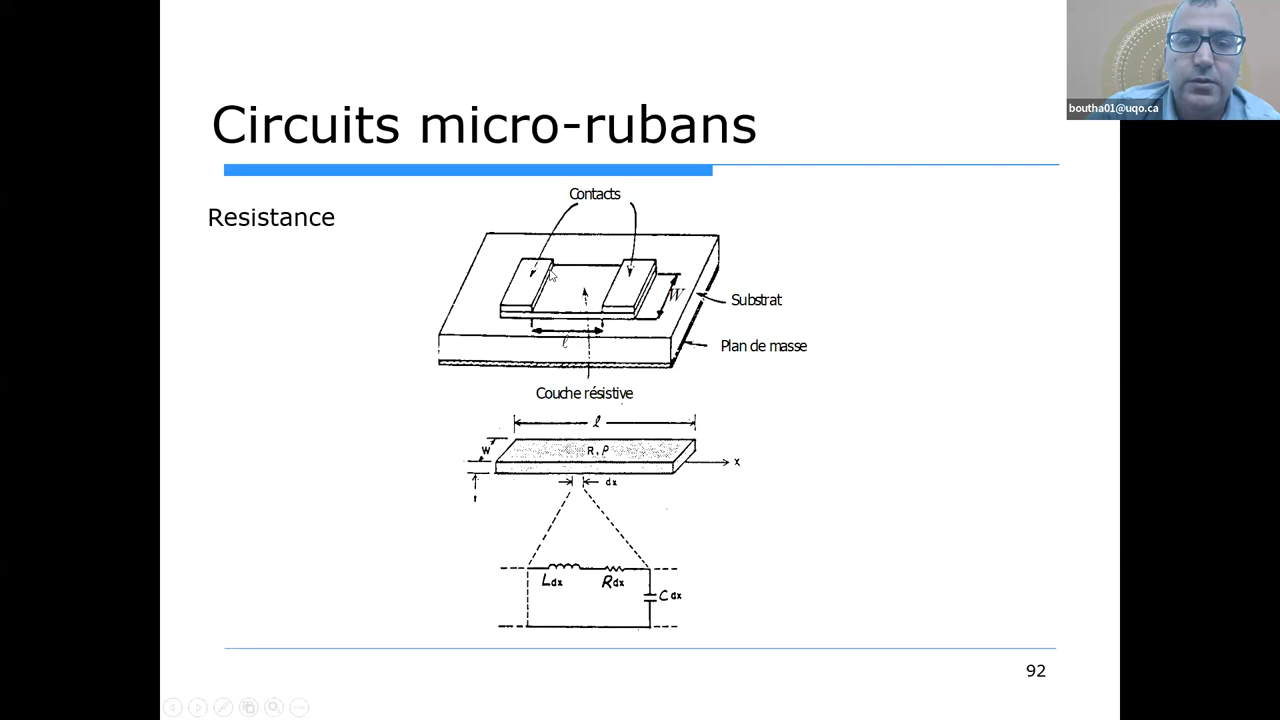 Circuits micro-rubans
boutha01@uqo.ca
Resistance
Contacts
W
Substrat
ℓ
Plan de masse
Couche résistive
ℓ
W
R, ρ
x
dx
t
Ldx
Rdx
Cdx
92